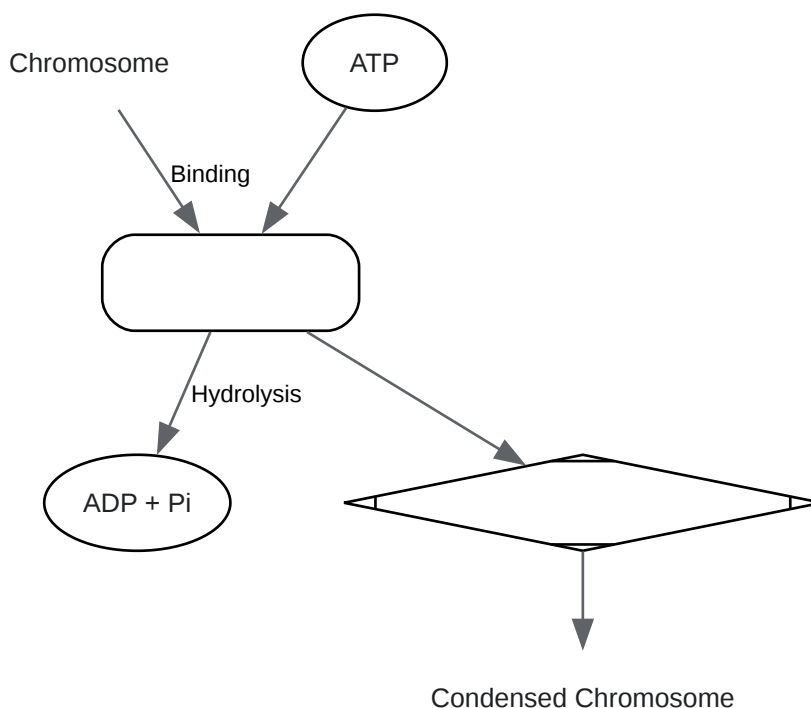 Chromosome
ATP
Binding
Hydrolysis
ADP + Pi
Condensed Chromosome